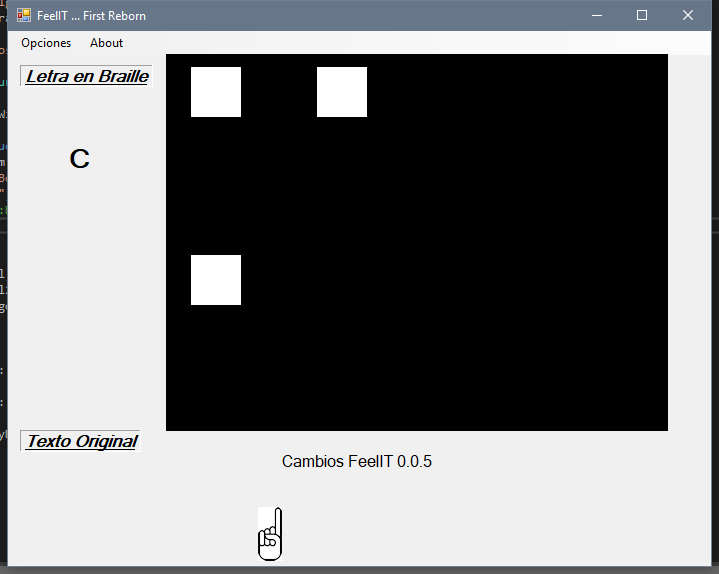 FeelIT ... First Reborn
Opciones About
Letra en Braille
C
Texto Original
Cambios FeelIT 0.0.5